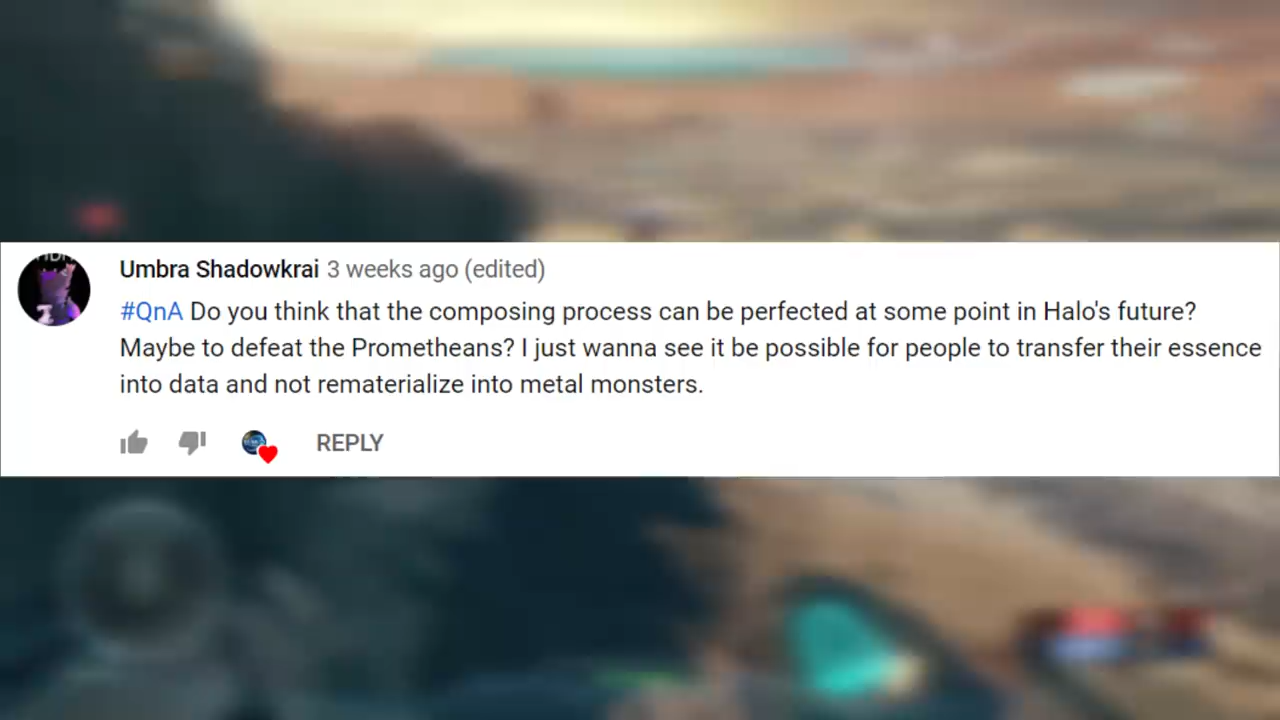 Umbra Shadowkrai 3 weeks ago (edited)
#QnA Do you think that the composing process can be perfected at some point in Halo's future?
Maybe to defeat the Prometheans? I just wanna see it be possible for people to transfer their essence
into data and not rematerialize into metal monsters.
REPLY